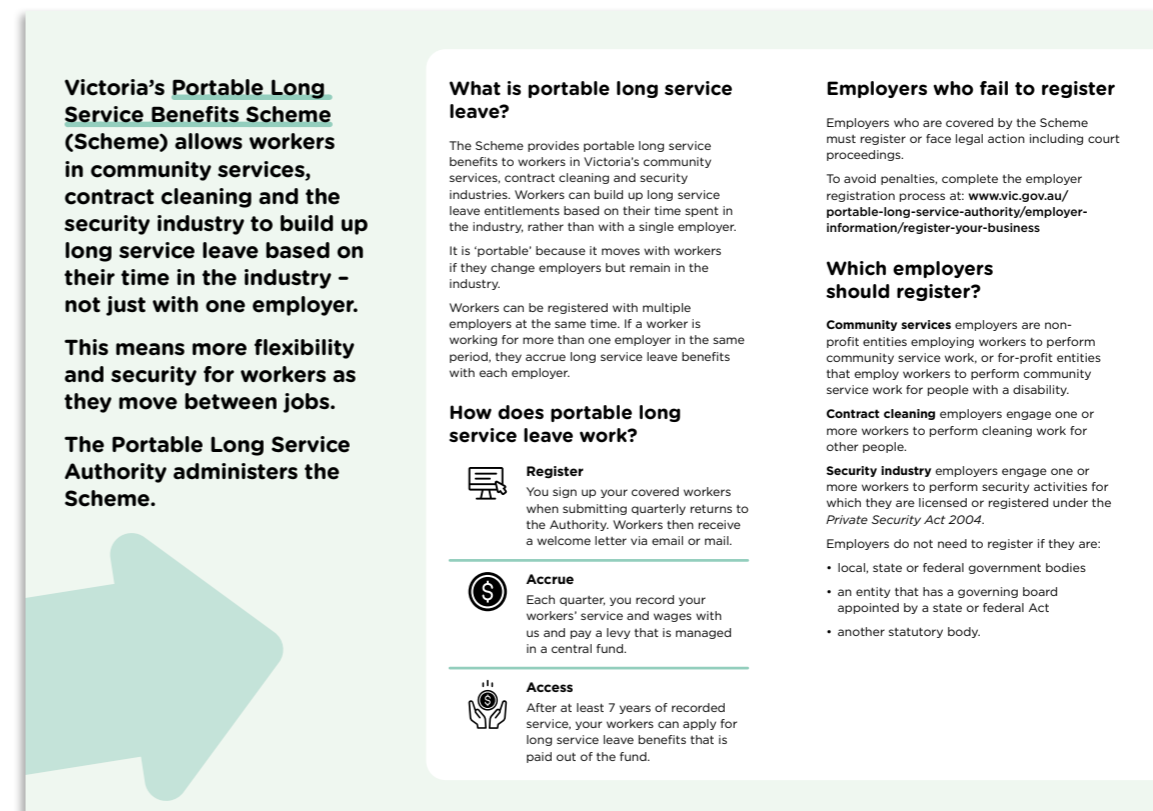 Victoria’s Portable Long
Service Benefits Scheme
(Scheme) allows workers
in community services,
contract cleaning and the
security industry to build up
long service leave based on
their time in the industry –
not just with one employer.
This means more flexibility
and security for workers as
they move between jobs.
The Portable Long Service
Authority administers the
Scheme.
What is portable long service
leave?
The Scheme provides portable long service
benefits to workers in Victoria’s community
services, contract cleaning and security
industries. Workers can build up long service
leave entitlements based on their time spent in
the industry, rather than with a single employer.
It is ‘portable’ because it moves with workers
if they change employers but remain in the
industry.
Workers can be registered with multiple
employers at the same time. If a worker is
working for more than one employer in the same
period, they accrue long service leave benefits
with each employer.
How does portable long
service leave work?
Register
You sign up your covered workers
when submitting quarterly returns to
the Authority. Workers then receive
a welcome letter via email or mail.
Accrue
Each quarter, you record your
workers’ service and wages with
us and pay a levy that is managed
in a central fund.
Access
After at least 7 years of recorded
service, your workers can apply for
long service leave benefits that is
paid out of the fund.
Employers who fail to register
Employers who are covered by the Scheme
must register or face legal action including court
proceedings.
To avoid penalties, complete the employer
registration process at: www.vic.gov.au/
portable-long-service-authority/employer-
information/register-your-business
Which employers
should register?
Community services employers are non-
profit entities employing workers to perform
community service work, or for-profit entities
that employ workers to perform community
service work for people with a disability.
Contract cleaning employers engage one or
more workers to perform cleaning work for
other people.
Security industry employers engage one or
more workers to perform security activities for
which they are licensed or registered under the
Private Security Act 2004.
Employers do not need to register if they are:
• local, state or federal government bodies
• an entity that has a governing board
appointed by a state or federal Act
• another statutory body.